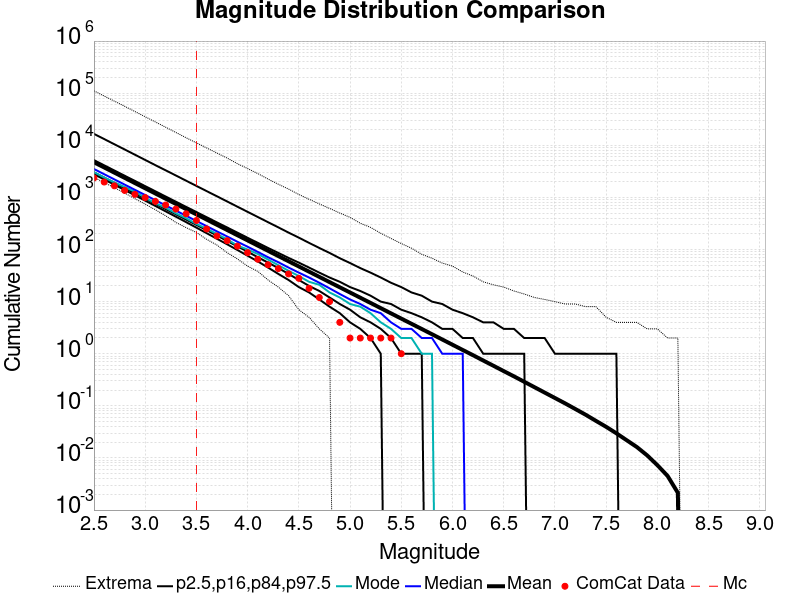 Magnitude Distribution Comparison
10^6
10^5
10^4
10^3
10^2
10^1
10^0
10^-1
10^-2
10^-3
Cumulative Number
2.5 3.0 3.5 4.0 4.5 5.0 5.5 6.0 6.5 7.0 7.5 8.0 8.5 9.0
Magnitude
Extrema p2.5,p16,p84,p97.5 Mode Median Mean ComCat Data Mc